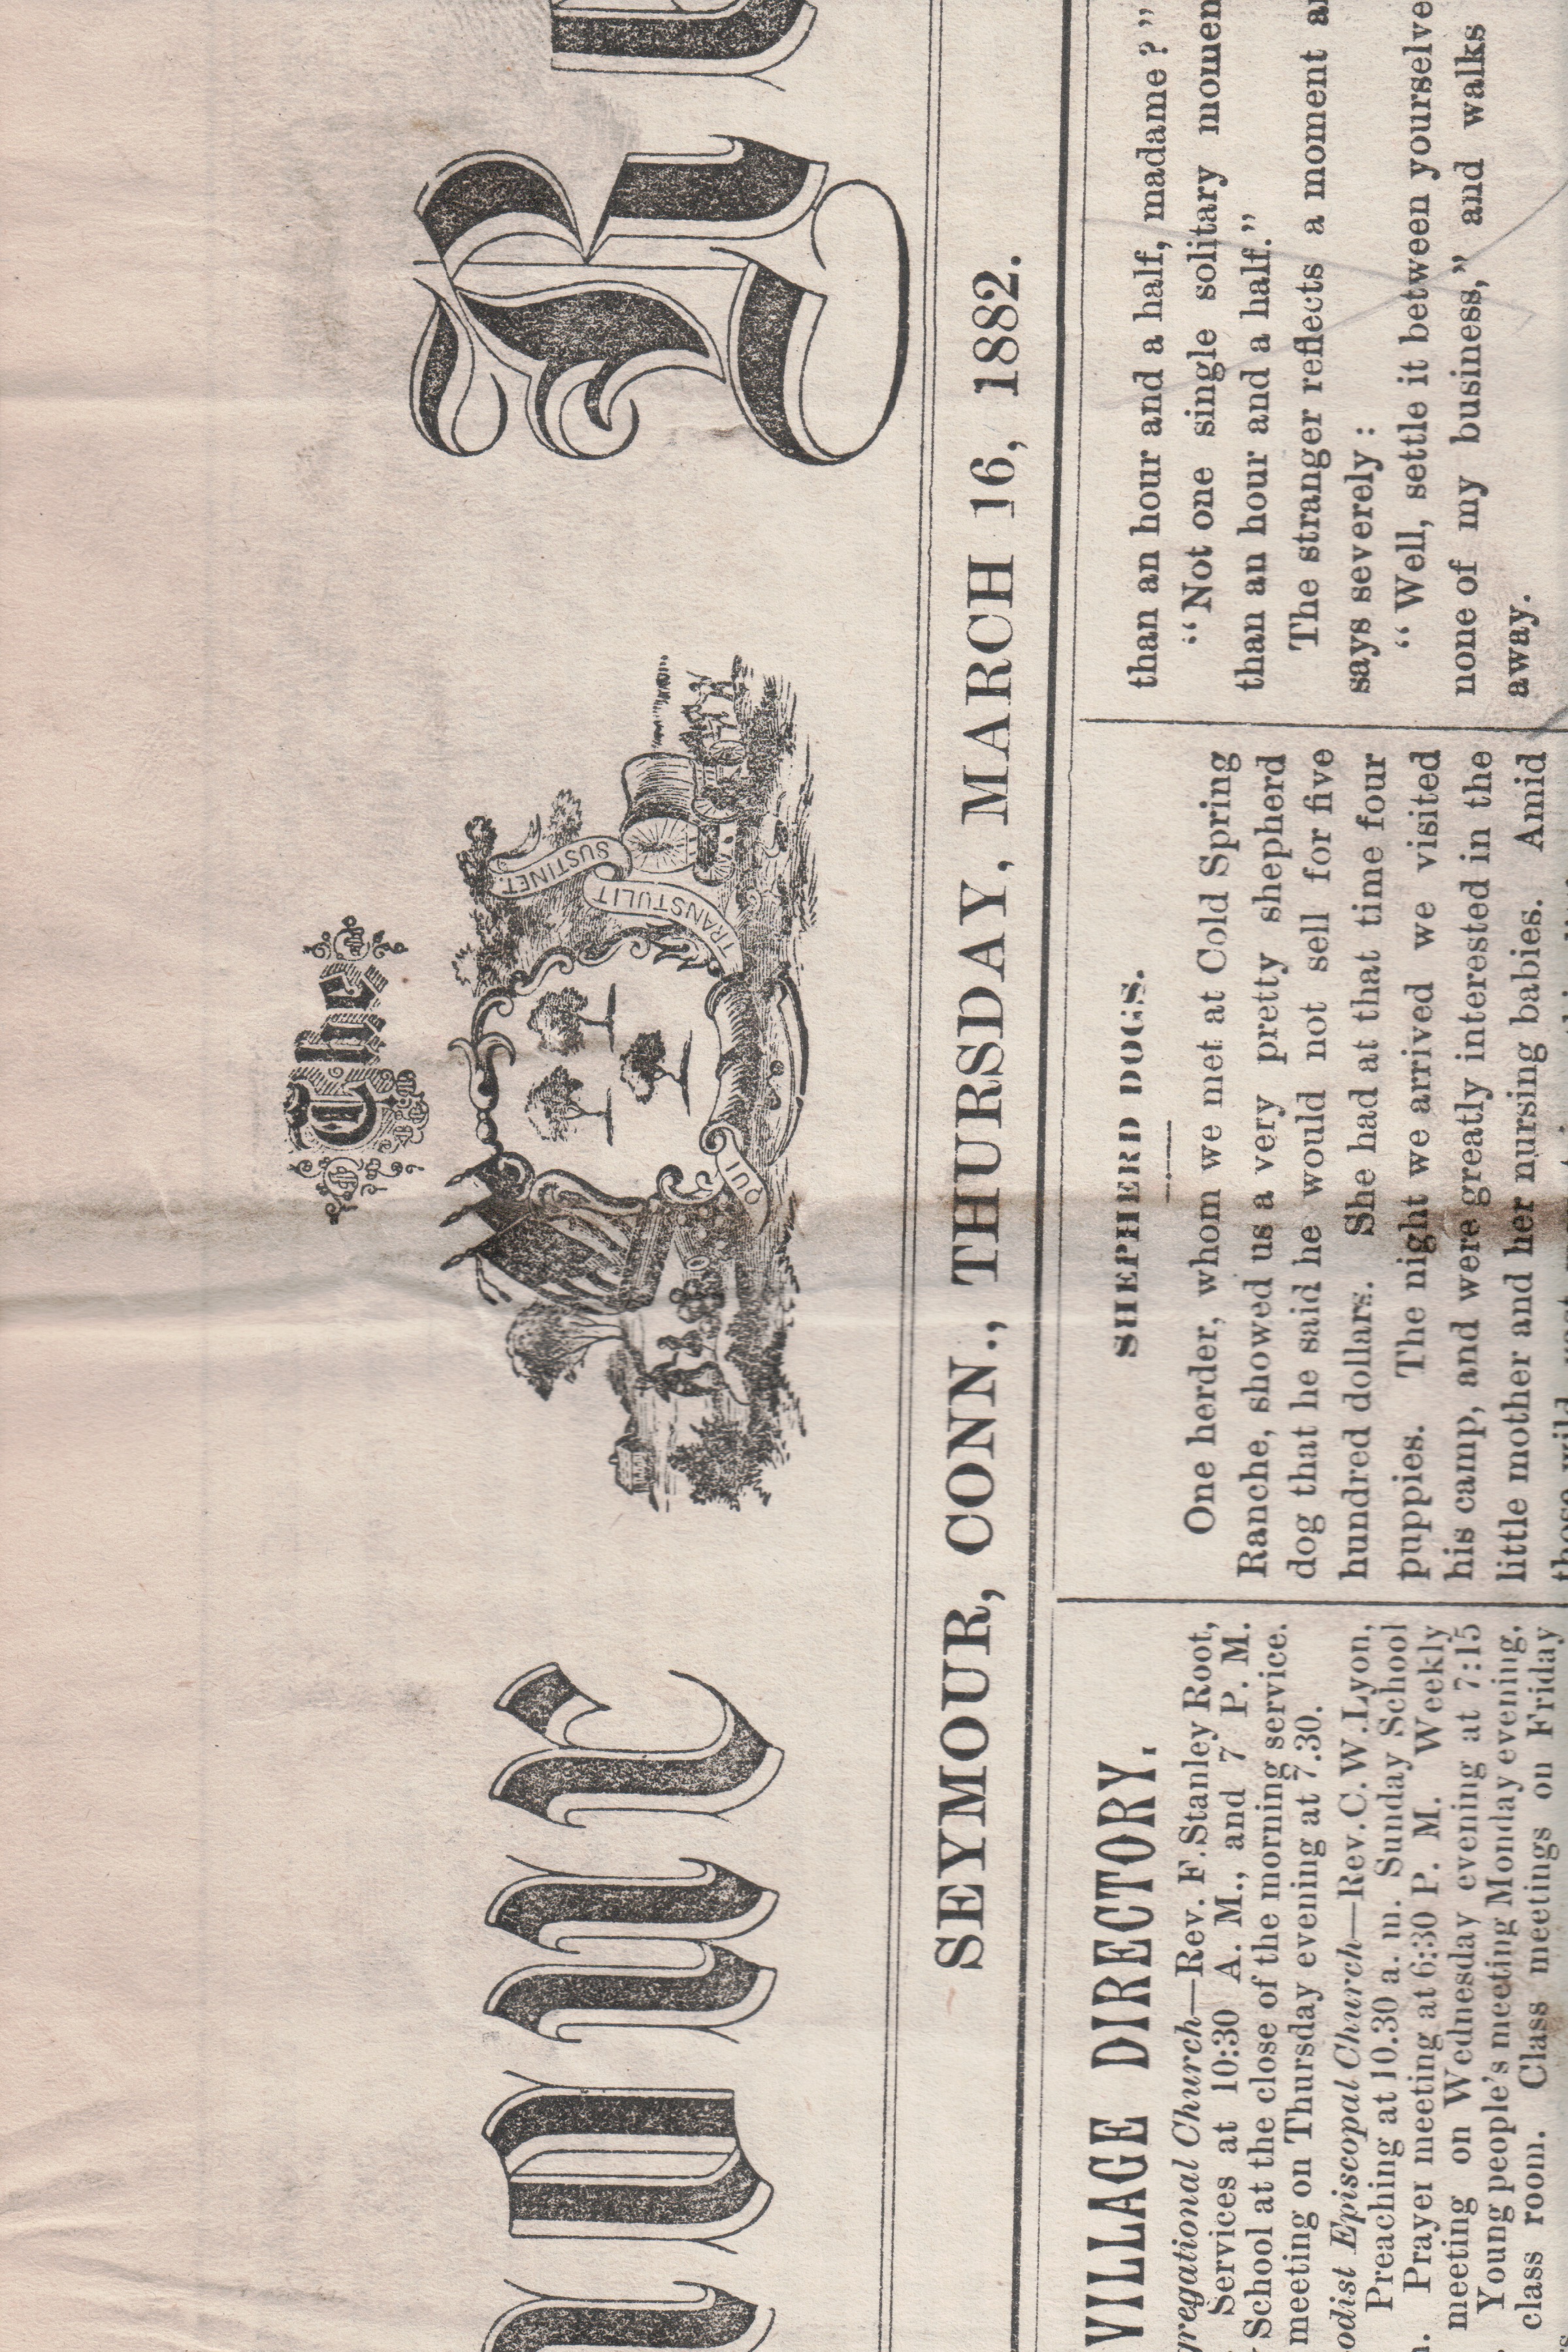 The
our R
QUI TRANSTULIT SUSTINET.
SEYMOUR, CONN., THURSDAY, MARCH 16, 1882.
VILLAGE DIRECTORY.
gregational Church—Rev. F. Stanley Root,
Services at 10:30 A. M., and 7 P. M.
School at the close of the morning service.
meeting on Thursday evening at 7.30.
odist Episcopal Church—Rev. C. W. Lyon,
Preaching at 10.30 a. m. Sunday School
Prayer meeting at 6:30 P. M. Weekly
meeting on Wednesday evening at 7:15
Young people's meeting Monday evening,
class room. Class meetings on Friday
SHEPHERD DOGS.
One herder, whom we met at Cold Spring
Ranche, showed us a very pretty shepherd
dog that he said he would not sell for five
hundred dollars. She had at that time four
puppies. The night we arrived we visited
his camp, and were greatly interested in the
little mother and her nursing babies. Amid
those wild
than an hour and a half, madame?"
"Not one single solitary momen
than an hour and a half."
The stranger reflects a moment a
says severely :
"Well, settle it between yourselve
none of my business," and walks
away.